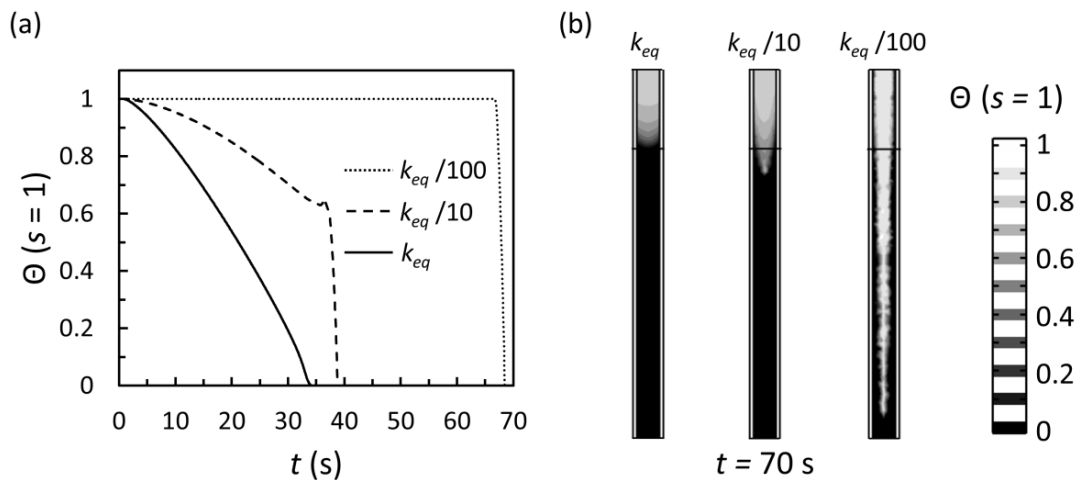 (a)
Θ (s = 1)
1
0.8
0.6
0.4
0.2
0
0 10 20 30 40 50 60 70
t (s)
k_eq /100
k_eq /10
k_eq
(b)
k_eq k_eq /10 k_eq /100
t = 70 s
Θ (s = 1)
1
0.8
0.6
0.4
0.2
0